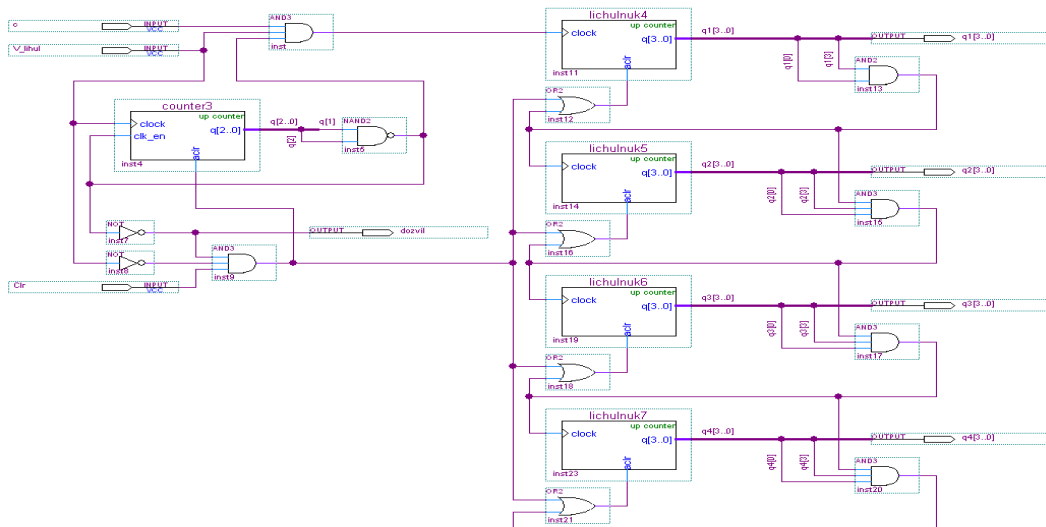 c INPUT VCC
V_lihul INPUT VCC
AND3
inst
counter3
up counter
clock
clk_en
q[2..0]
aclr
inst4
q[2..0] q[1]
q[2]
NAND2
inst5
NOT
inst7
NOT
inst8
OUTPUT dozvil
AND3
inst9
Clr INPUT VCC
lichulnuk4
up counter
clock
q[3..0]
aclr
inst11
q1[3..0]
OUTPUT q1[3..0]
q1[0]
q1[3]
AND2
inst13
OR2
inst12
lichulnuk5
up counter
clock
q[3..0]
aclr
inst14
q2[3..0]
OUTPUT q2[3..0]
q2[0]
q2[3]
AND3
inst15
OR2
inst16
lichulnuk6
up counter
clock
q[3..0]
aclr
inst19
q3[3..0]
OUTPUT q3[3..0]
q3[0]
q3[3]
AND3
inst17
OR2
inst18
lichulnuk7
up counter
clock
q[3..0]
aclr
inst23
q4[3..0]
OUTPUT q4[3..0]
q4[0]
q4[3]
AND3
inst20
OR2
inst21